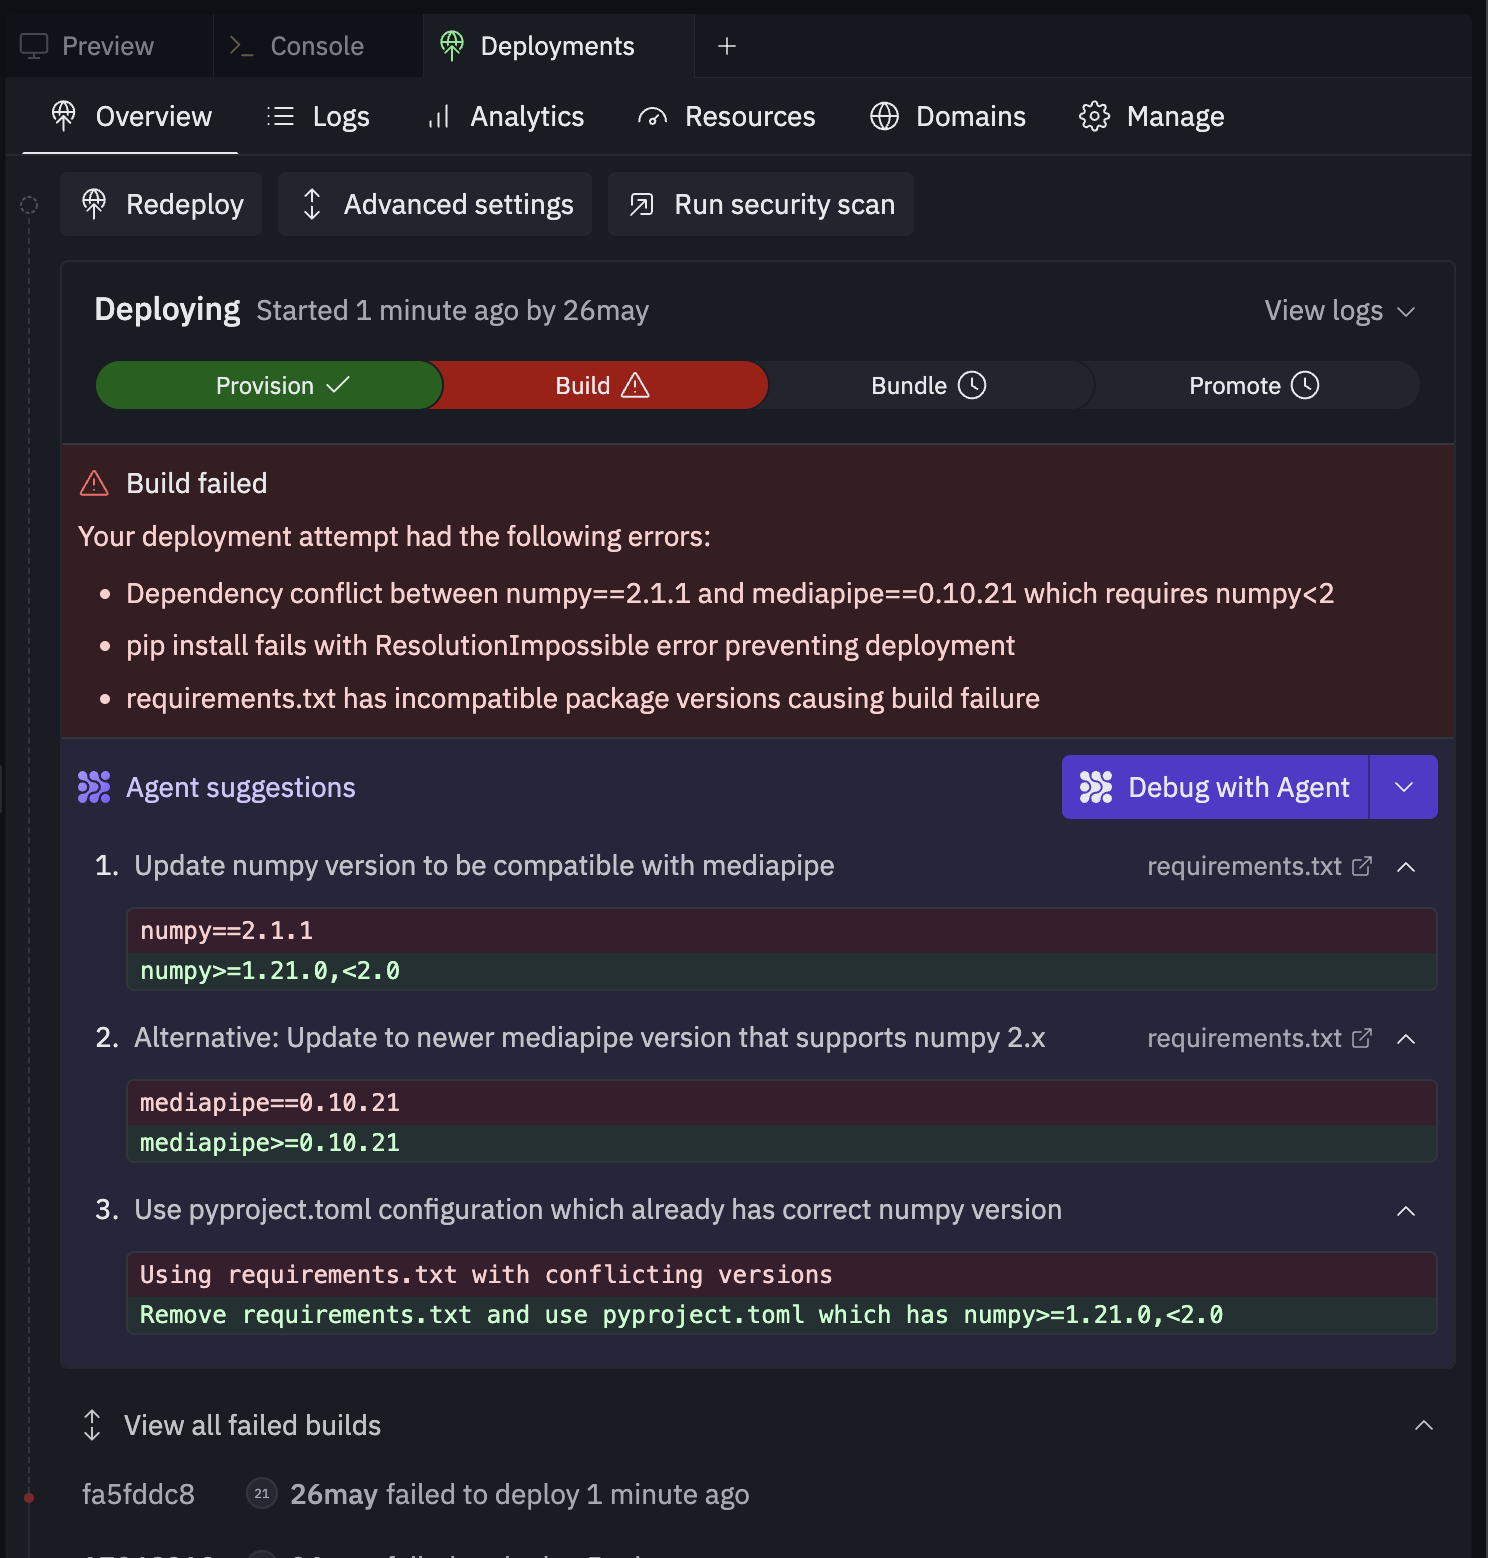 Preview
Console
Deployments
Overview
Logs
Analytics
Resources
Domains
Manage
Redeploy
Advanced settings
Run security scan
Deploying Started 1 minute ago by 26may
View logs
Provision
Build
Bundle
Promote
Build failed
Your deployment attempt had the following errors:
• Dependency conflict between numpy==2.1.1 and mediapipe==0.10.21 which requires numpy<2
• pip install fails with ResolutionImpossible error preventing deployment
• requirements.txt has incompatible package versions causing build failure
Agent suggestions
Debug with Agent
1. Update numpy version to be compatible with mediapipe
requirements.txt
numpy==2.1.1
numpy>=1.21.0,<2.0
2. Alternative: Update to newer mediapipe version that supports numpy 2.x
requirements.txt
mediapipe==0.10.21
mediapipe>=0.10.21
3. Use pyproject.toml configuration which already has correct numpy version
Using requirements.txt with conflicting versions
Remove requirements.txt and use pyproject.toml which has numpy>=1.21.0,<2.0
View all failed builds
fa5fddc8
21
26may failed to deploy 1 minute ago